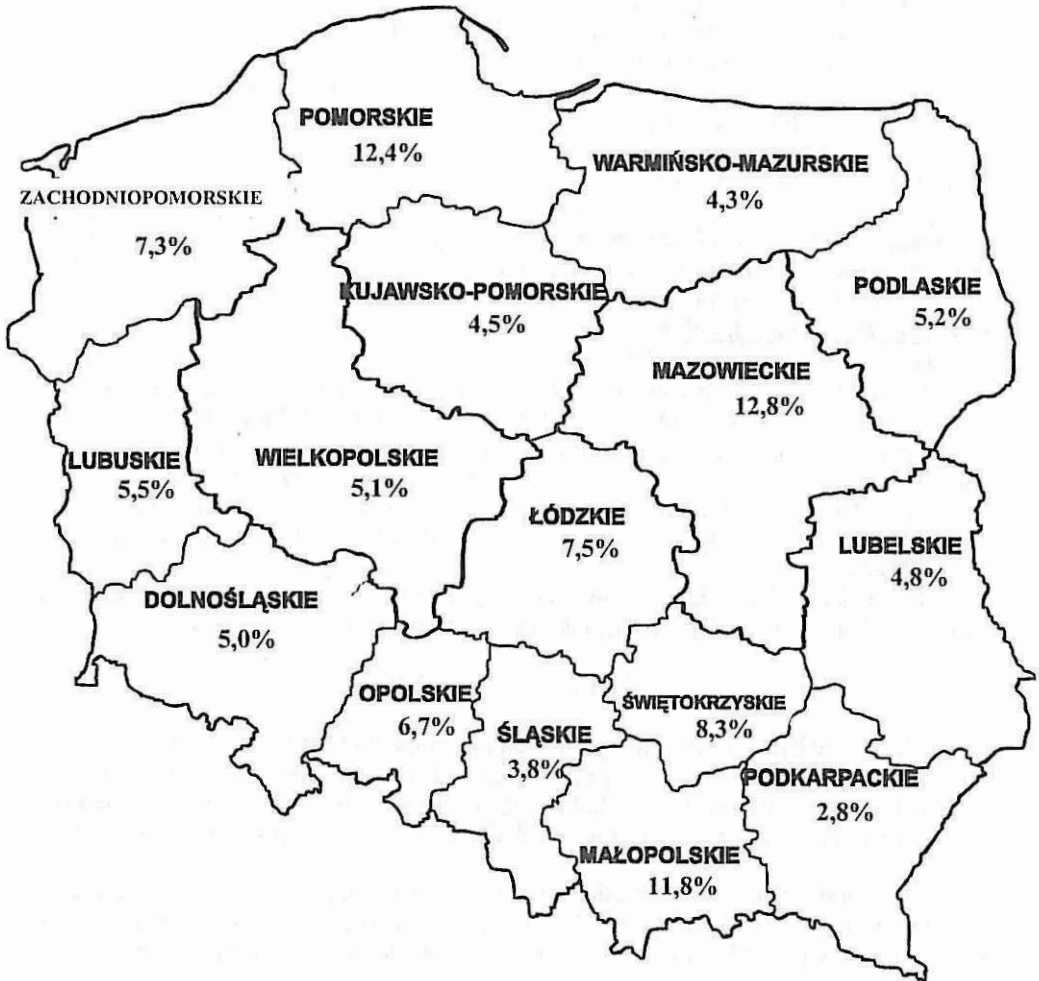 POMORSKIE
12,4%
WARMIŃSKO-MAZURSKIE
4,3%
ZACHODNIOPOMORSKIE
7,3%
KUJAWSKO-POMORSKIE
4,5%
PODLASKIE
5,2%
MAZOWIECKIE
12,8%
LUBUSKIE
5,5%
WIELKOPOLSKIE
5,1%
ŁÓDZKIE
7,5%
LUBELSKIE
4,8%
DOLNOŚLĄSKIE
5,0%
OPOLSKIE
6,7%
ŚLĄSKIE
3,8%
ŚWIĘTOKRZYSKIE
8,3%
PODKARPACKIE
2,8%
MAŁOPOLSKIE
11,8%